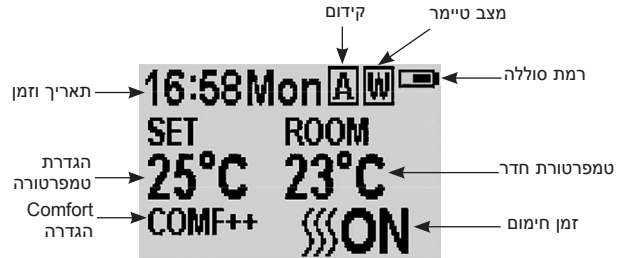 קידום
מצב טיימר
רמת סוללה
תאריך וזמן
16:58Mon A W
SET ROOM
25°C 23°C
הגדרת
טמפרטורה
טמפרטורת חדר
Comfort
הגדרה
COMF++ ON
זמן חימום